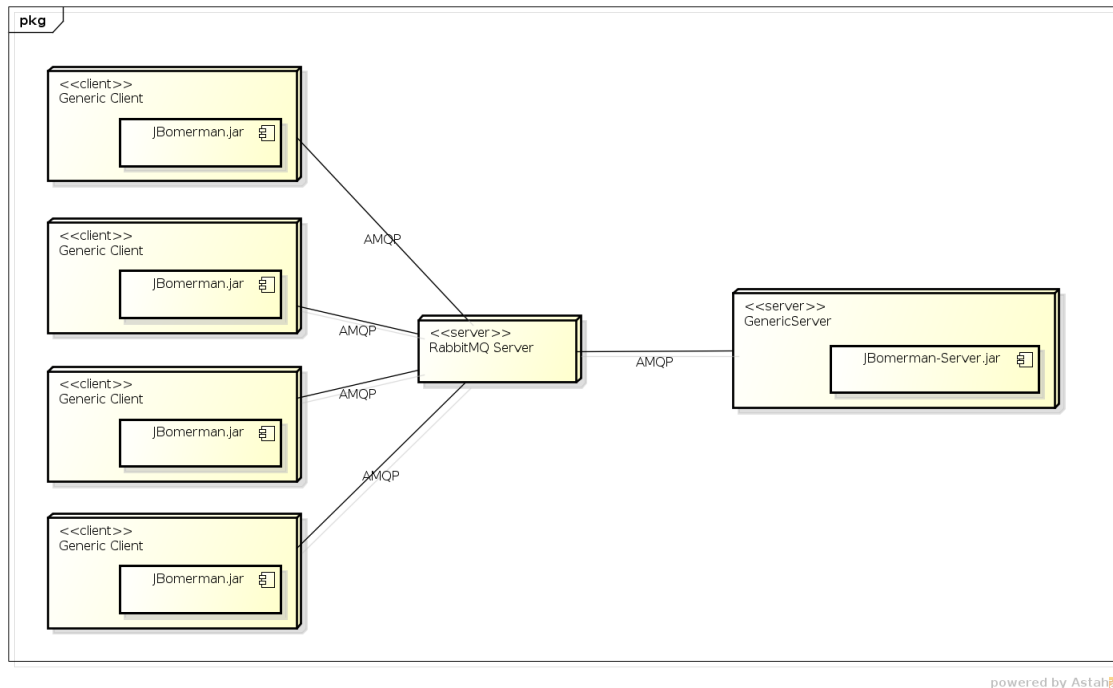 pkg
<<client>>
Generic Client
JBomerman.jar
<<client>>
Generic Client
JBomerman.jar
<<client>>
Generic Client
JBomerman.jar
<<client>>
Generic Client
JBomerman.jar
AMQP
AMQP
AMQP
AMQP
<<server>>
RabbitMQ Server
AMQP
<<server>>
GenericServer
JBomerman-Server.jar
powered by Astah